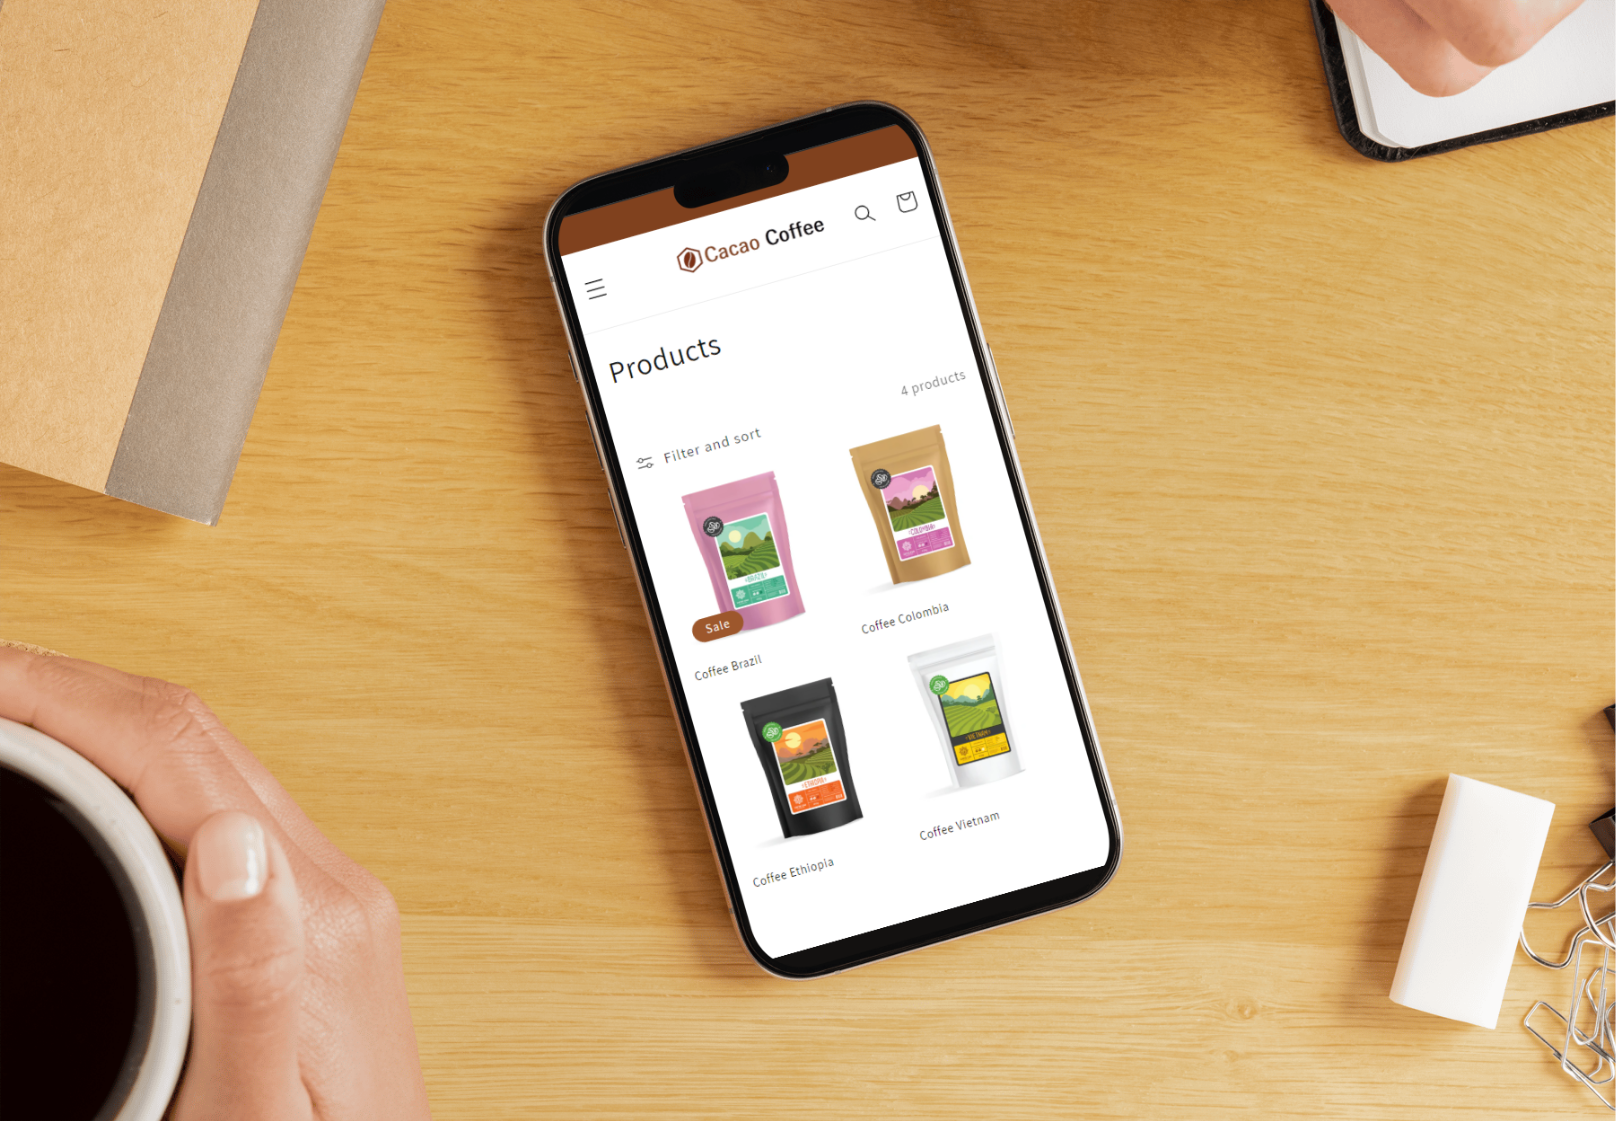 Cacao Coffee
Products
4 products
Filter and sort
Sale
Coffee Brazil
Coffee Colombia
BRAZIL
COLOMBIA
Coffee Ethiopia
Coffee Vietnam
ETHIOPIA
VIETNAM